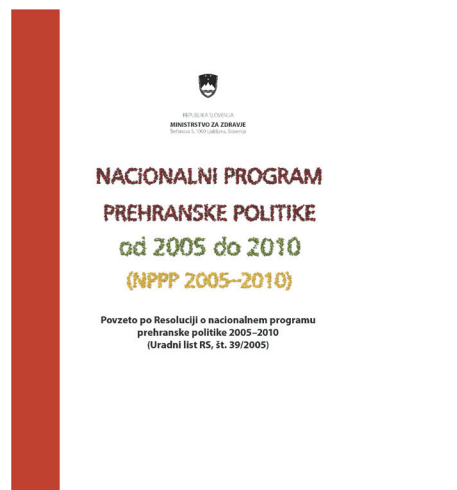 REPUBLIKA SLOVENIJA
MINISTRSTVO ZA ZDRAVJE
Štefanova 5, 1000 Ljubljana, Slovenija
NACIONALNI PROGRAM
PREHRANSKE POLITIKE
od 2005 do 2010
(NPPP 2005–2010)
Povzeto po Resoluciji o nacionalnem programu
prehranske politike 2005–2010
(Uradni list RS, št. 39/2005)